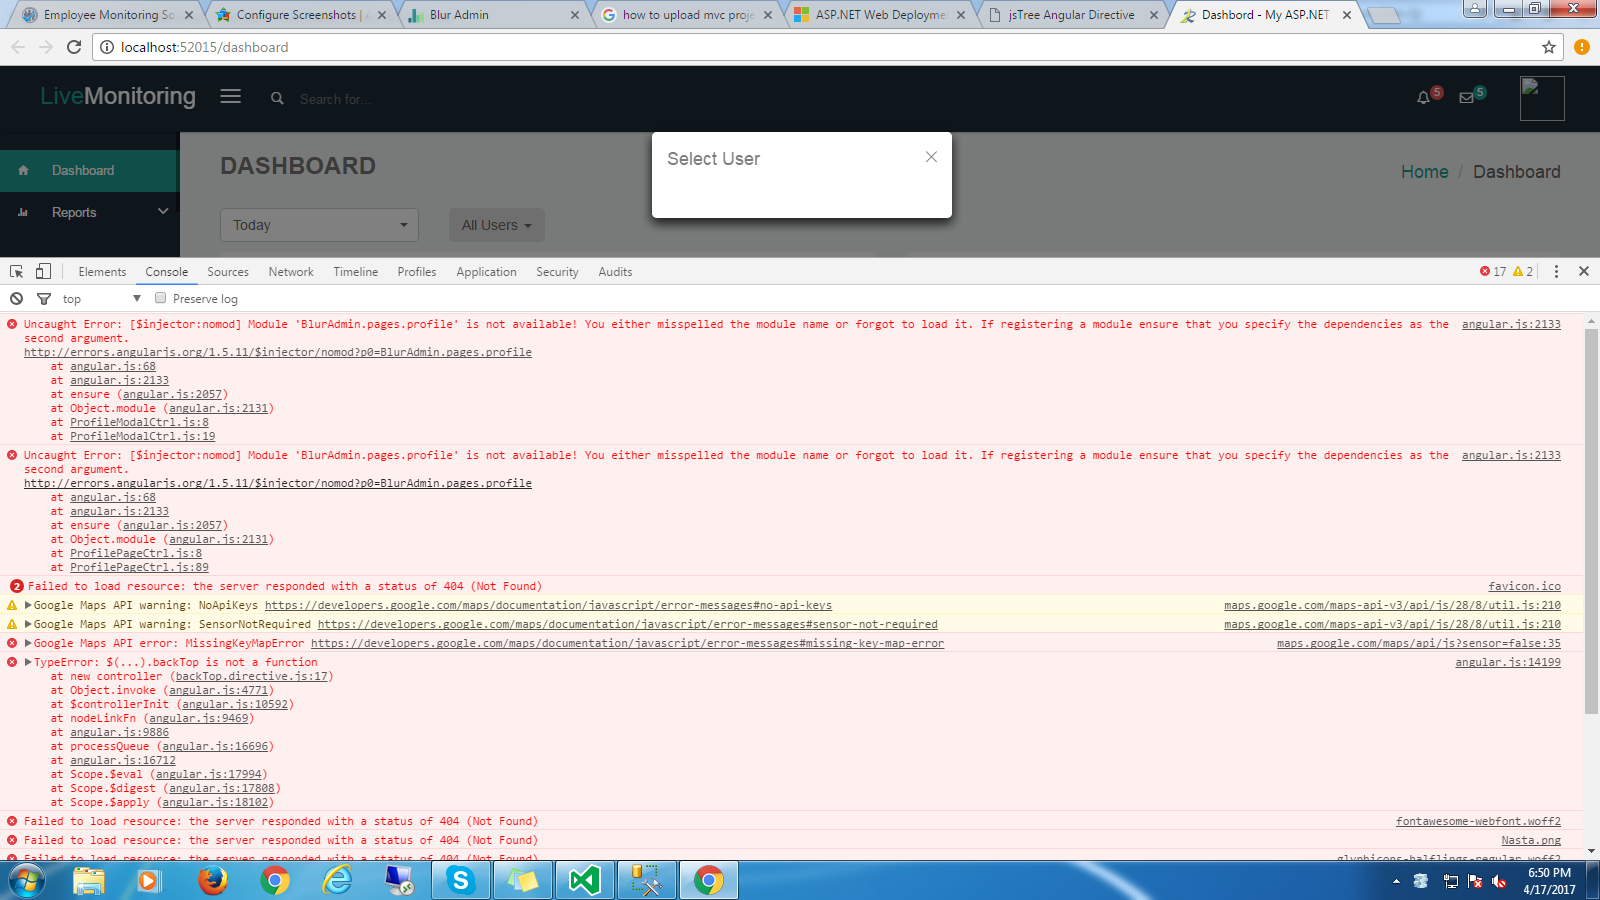 Employee Monitoring So
Configure Screenshots | A
Blur Admin
how to upload mvc proje
ASP.NET Web Deployme
jsTree Angular Directive
Dashbord - My ASP.NET
localhost:52015/dashboard
LiveMonitoring
Search for...
5
5
Dashboard
Reports
DASHBOARD
Select User
Home / Dashboard
Today
All Users
Elements Console Sources Network Timeline Profiles Application Security Audits
17 2
top
Preserve log
Uncaught Error: [$injector:nomod] Module 'BlurAdmin.pages.profile' is not available! You either misspelled the module name or forgot to load it. If registering a module ensure that you specify the dependencies as the angular.js:2133
second argument.
http://errors.angularjs.org/1.5.11/$injector/nomod?p0=BlurAdmin.pages.profile
at angular.js:68
at angular.js:2133
at ensure (angular.js:2057)
at Object.module (angular.js:2131)
at ProfileModalCtrl.js:8
at ProfileModalCtrl.js:19
Uncaught Error: [$injector:nomod] Module 'BlurAdmin.pages.profile' is not available! You either misspelled the module name or forgot to load it. If registering a module ensure that you specify the dependencies as the angular.js:2133
second argument.
http://errors.angularjs.org/1.5.11/$injector/nomod?p0=BlurAdmin.pages.profile
at angular.js:68
at angular.js:2133
at ensure (angular.js:2057)
at Object.module (angular.js:2131)
at ProfilePageCtrl.js:8
at ProfilePageCtrl.js:89
2 Failed to load resource: the server responded with a status of 404 (Not Found) favicon.ico
Google Maps API warning: NoApiKeys https://developers.google.com/maps/documentation/javascript/error-messages#no-api-keys maps.google.com/maps-api-v3/api/js/28/8/util.js:210
Google Maps API warning: SensorNotRequired https://developers.google.com/maps/documentation/javascript/error-messages#sensor-not-required maps.google.com/maps-api-v3/api/js/28/8/util.js:210
Google Maps API error: MissingKeyMapError https://developers.google.com/maps/documentation/javascript/error-messages#missing-key-map-error maps.google.com/maps/api/js?sensor=false:35
TypeError: $(...).backTop is not a function angular.js:14199
at new controller (backTop.directive.js:17)
at Object.invoke (angular.js:4771)
at $controllerInit (angular.js:10592)
at nodeLinkFn (angular.js:9469)
at angular.js:9886
at processQueue (angular.js:16696)
at angular.js:16712
at Scope.$eval (angular.js:17994)
at Scope.$digest (angular.js:17808)
at Scope.$apply (angular.js:18102)
Failed to load resource: the server responded with a status of 404 (Not Found) fontawesome-webfont.woff2
Failed to load resource: the server responded with a status of 404 (Not Found) Nasta.png
Failed to load resource: the server responded with a status of 404 (Not Found) glyphicons-halflings-regular.woff2
6:50 PM
4/17/2017